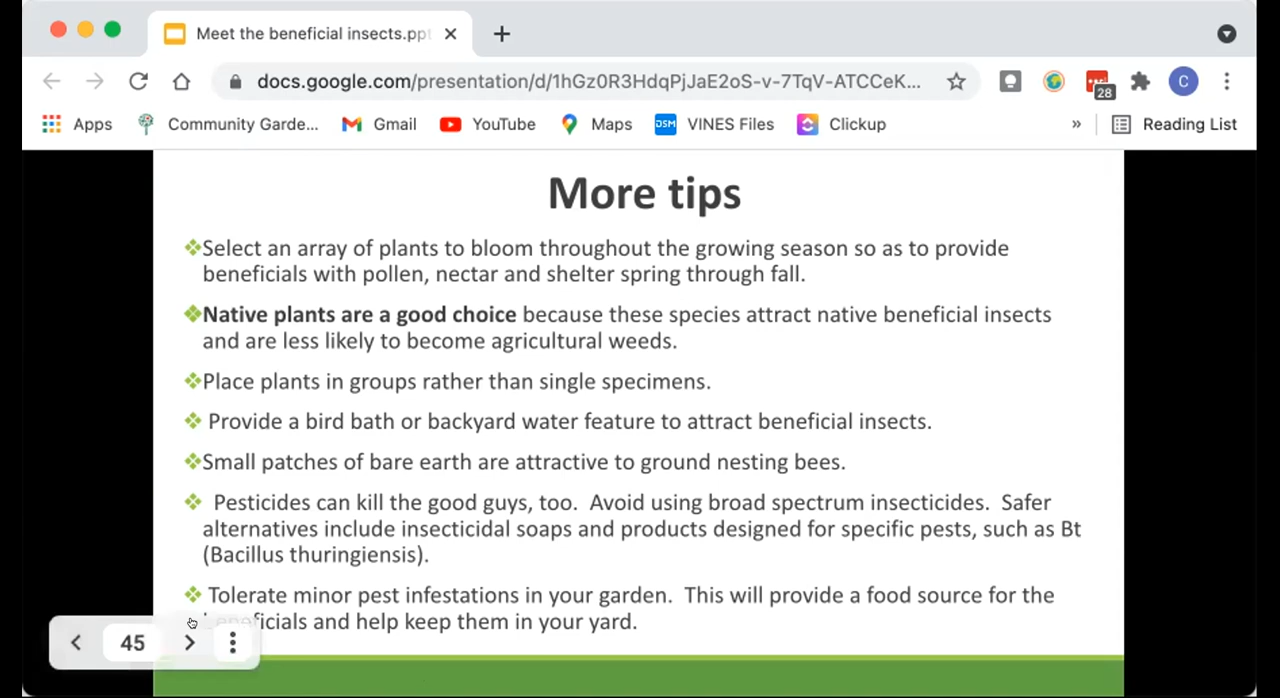 Meet the beneficial insects.ppt
docs.google.com/presentation/d/1hGz0R3HdqPjJaE2oS-v-7TqV-ATCCeK...
28
C
Apps
Community Garde...
Gmail
YouTube
Maps
DSM
VINES Files
Clickup
»
Reading List
More tips
❖Select an array of plants to bloom throughout the growing season so as to provide
beneficials with pollen, nectar and shelter spring through fall.
❖Native plants are a good choice because these species attract native beneficial insects
and are less likely to become agricultural weeds.
❖Place plants in groups rather than single specimens.
❖ Provide a bird bath or backyard water feature to attract beneficial insects.
❖Small patches of bare earth are attractive to ground nesting bees.
❖ Pesticides can kill the good guys, too. Avoid using broad spectrum insecticides. Safer
alternatives include insecticidal soaps and products designed for specific pests, such as Bt
(Bacillus thuringiensis).
❖ Tolerate minor pest infestations in your garden. This will provide a food source for the
beneficials and help keep them in your yard.
45